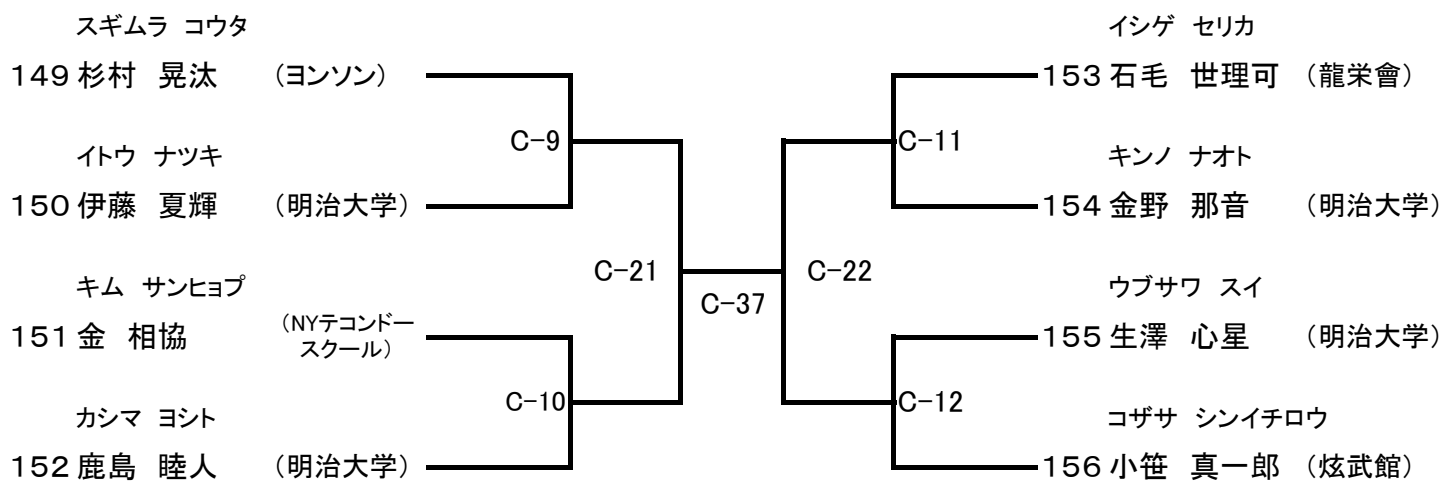 スギムラ コウタ
149 杉村 晃汰 (ヨンソン)
C-9
イトウ ナツキ
150 伊藤 夏輝 (明治大学)
C-21
キム サンヒョプ
151 金 相協 (NYテコンドー
スクール)
C-10
カシマ ヨシト
152 鹿島 睦人 (明治大学)
C-37
イシゲ セリカ
153 石毛 世理可 (龍栄會)
C-11
キンノ ナオト
154 金野 那音 (明治大学)
C-22
ウブサワ スイ
155 生澤 心星 (明治大学)
C-12
コザサ シンイチロウ
156 小笹 真一郎 (炫武館)